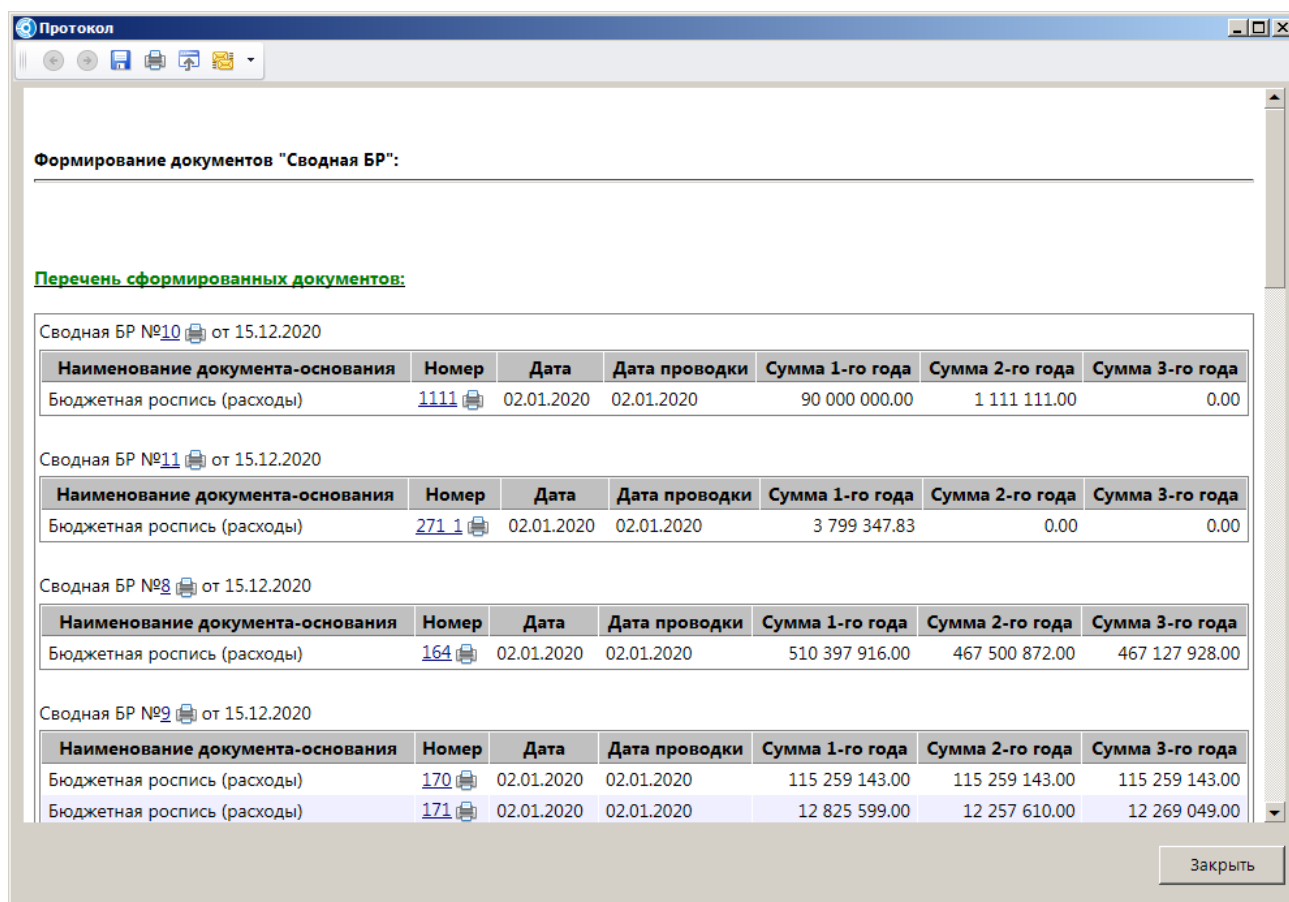 Протокол
Формирование документов "Сводная БР":
Перечень сформированных документов:
Сводная БР №10 от 15.12.2020
Наименование документа-основания Номер Дата Дата проводки Сумма 1-го года Сумма 2-го года Сумма 3-го года
Бюджетная роспись (расходы) 1111 02.01.2020 02.01.2020 90 000 000.00 1 111 111.00 0.00
Сводная БР №11 от 15.12.2020
Наименование документа-основания Номер Дата Дата проводки Сумма 1-го года Сумма 2-го года Сумма 3-го года
Бюджетная роспись (расходы) 271_1 02.01.2020 02.01.2020 3 799 347.83 0.00 0.00
Сводная БР №8 от 15.12.2020
Наименование документа-основания Номер Дата Дата проводки Сумма 1-го года Сумма 2-го года Сумма 3-го года
Бюджетная роспись (расходы) 164 02.01.2020 02.01.2020 510 397 916.00 467 500 872.00 467 127 928.00
Сводная БР №9 от 15.12.2020
Наименование документа-основания Номер Дата Дата проводки Сумма 1-го года Сумма 2-го года Сумма 3-го года
Бюджетная роспись (расходы) 170 02.01.2020 02.01.2020 115 259 143.00 115 259 143.00 115 259 143.00
Бюджетная роспись (расходы) 171 02.01.2020 02.01.2020 12 825 599.00 12 257 610.00 12 269 049.00
Закрыть